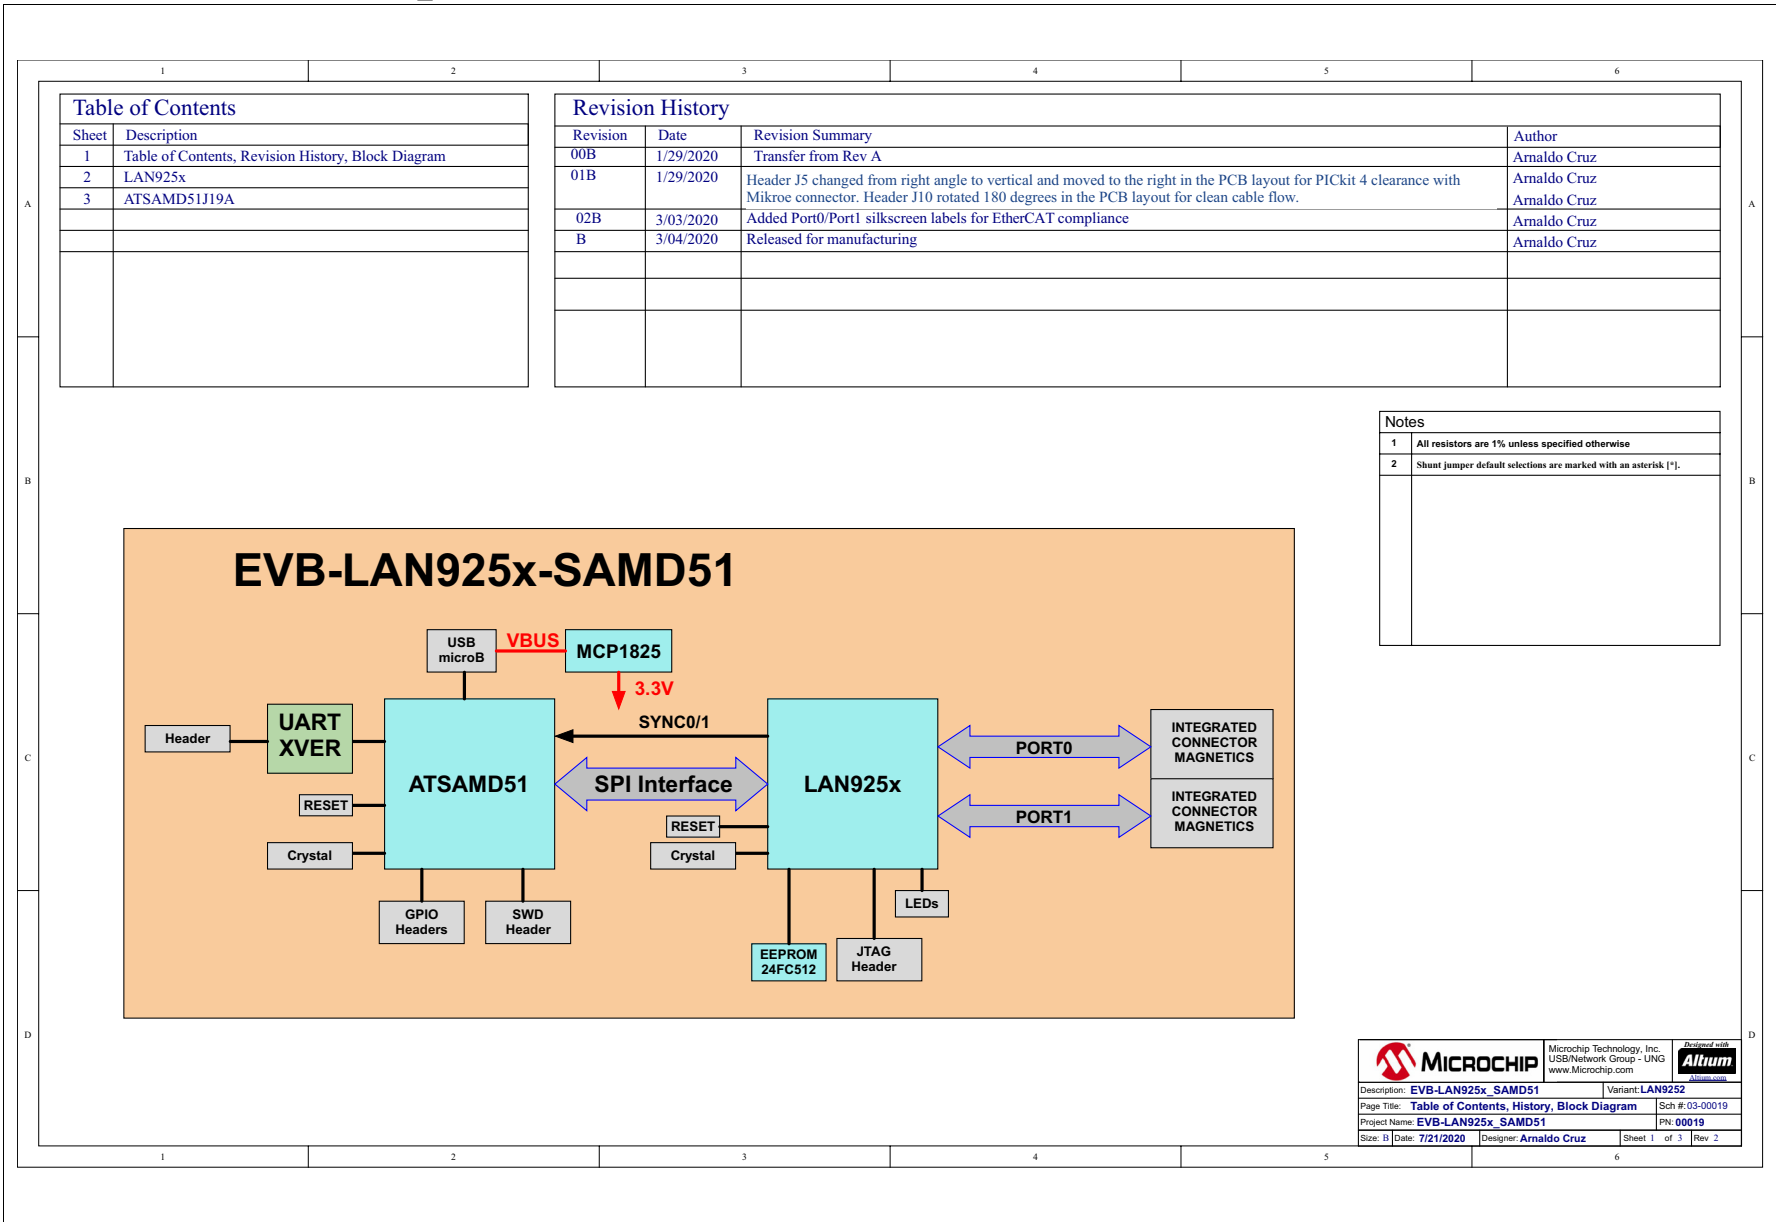 1 2 3 4 5 6
Table of Contents
Sheet Description
1 Table of Contents, Revision History, Block Diagram
2 LAN925x
3 ATSAMD51J19A
Revision History
Revision Date Revision Summary Author
00B 1/29/2020 Transfer from Rev A Arnaldo Cruz
01B 1/29/2020 Header J5 changed from right angle to vertical and moved to the right in the PCB layout for PICkit 4 clearance with Arnaldo Cruz
Mikroe connector. Header J10 rotated 180 degrees in the PCB layout for clean cable flow. Arnaldo Cruz
02B 3/03/2020 Added Port0/Port1 silkscreen labels for EtherCAT compliance Arnaldo Cruz
B 3/04/2020 Released for manufacturing Arnaldo Cruz
A A
Notes
1 All resistors are 1% unless specified otherwise
2 Shunt jumper default selections are marked with an asterisk [*].
B B
EVB-LAN925x-SAMD51
USB
microB
VBUS
MCP1825
3.3V
SYNC0/1
Header
UART
XVER
ATSAMD51
SPI Interface
LAN925x
PORT0
INTEGRATED
CONNECTOR
MAGNETICS
PORT1
INTEGRATED
CONNECTOR
MAGNETICS
C C
RESET
Crystal
RESET
Crystal
GPIO
Headers
SWD
Header
LEDs
EEPROM
24FC512
JTAG
Header
D D
MICROCHIP
Microchip Technology, Inc.
USB/Network Group - UNG
www.Microchip.com
Designed with
Altium
Altium.com
Description: EVB-LAN925x_SAMD51 Variant: LAN9252
Page Title: Table of Contents, History, Block Diagram Sch #: 03-00019
Project Name: EVB-LAN925x_SAMD51 PN: 00019
Size: B Date: 7/21/2020 Designer: Arnaldo Cruz Sheet 1 of 3 Rev 2
1 2 3 4 5 6